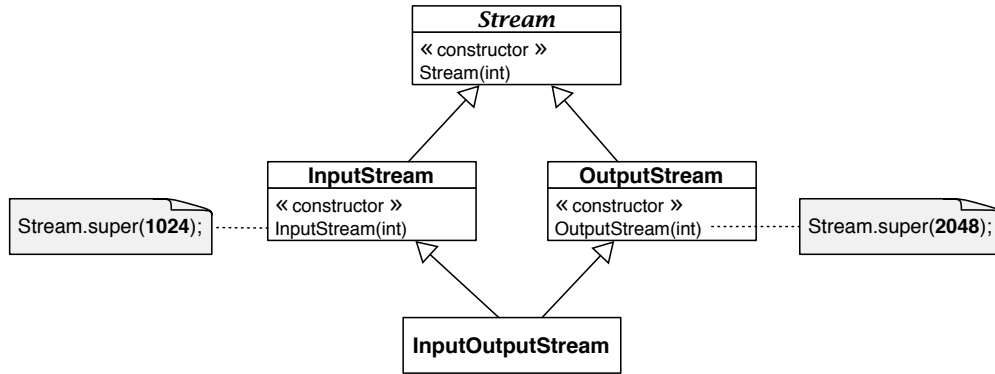 Stream
« constructor »
Stream(int)
InputStream
« constructor »
InputStream(int)
OutputStream
« constructor »
OutputStream(int)
Stream.super(1024);
Stream.super(2048);
InputOutputStream